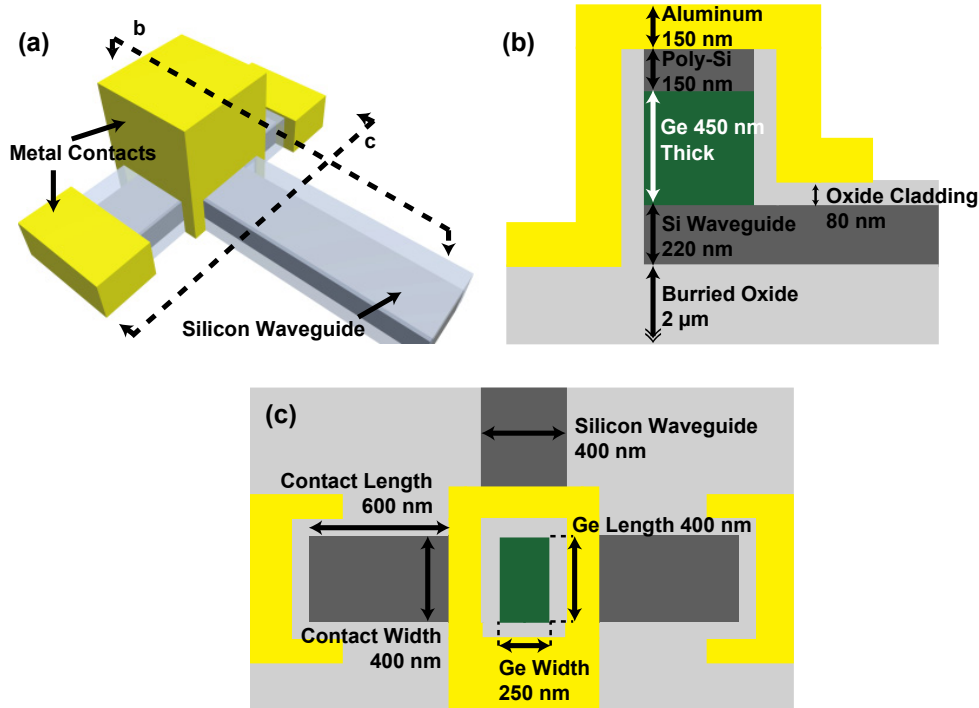 (a)
b
c
Metal Contacts
Silicon Waveguide
(b)
Aluminum
150 nm
Poly-Si
150 nm
Ge 450 nm
Thick
Oxide Cladding
80 nm
Si Waveguide
220 nm
Burried Oxide
2 μm
(c)
Silicon Waveguide
400 nm
Contact Length
600 nm
Ge Length 400 nm
Contact Width
400 nm
Ge Width
250 nm